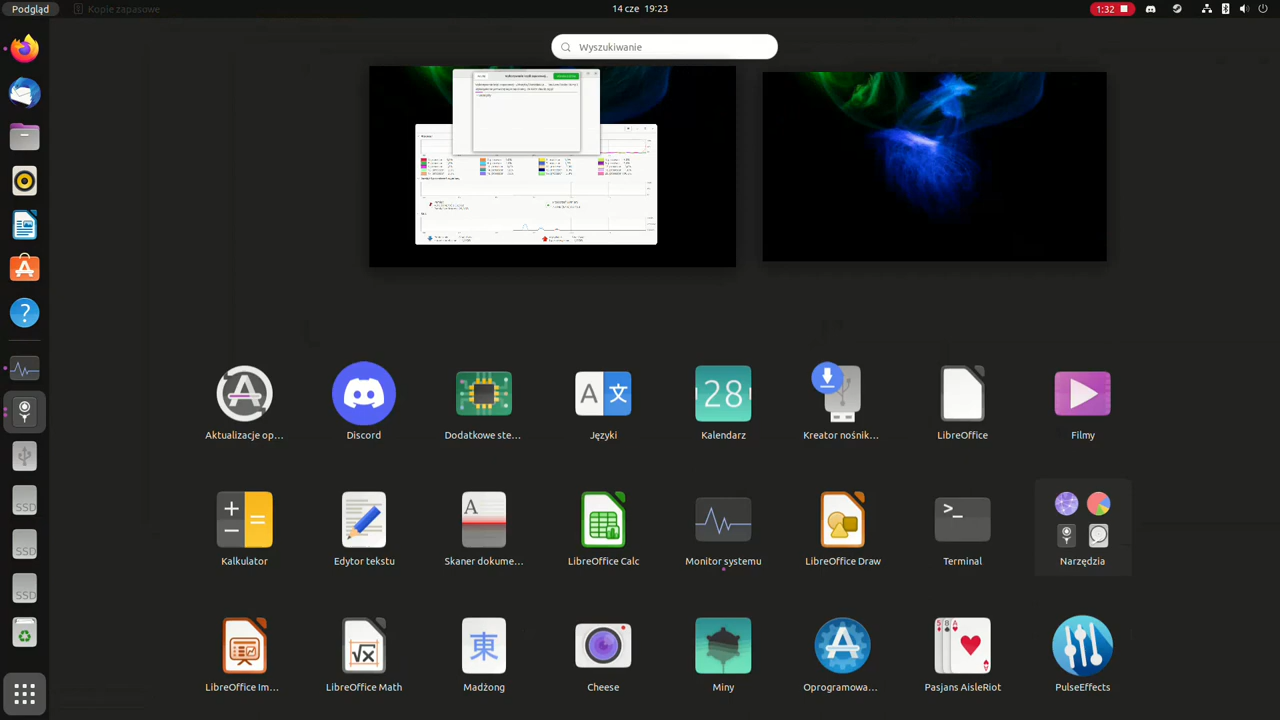 Podgląd
Kopie zapasowe
14 cze 19:23
1:32
Wyszukiwanie
Aktualizacje op…
Discord
Dodatkowe ste…
Języki
28
Kalendarz
Kreator nośnik…
LibreOffice
Filmy
Kalkulator
Edytor tekstu
Skaner dokume…
LibreOffice Calc
Monitor systemu
LibreOffice Draw
Terminal
Narzędzia
SSD
SSD
SSD
LibreOffice Im…
LibreOffice Math
東
Madżong
Cheese
Miny
Oprogramowa…
Pasjans AisleRiot
PulseEffects